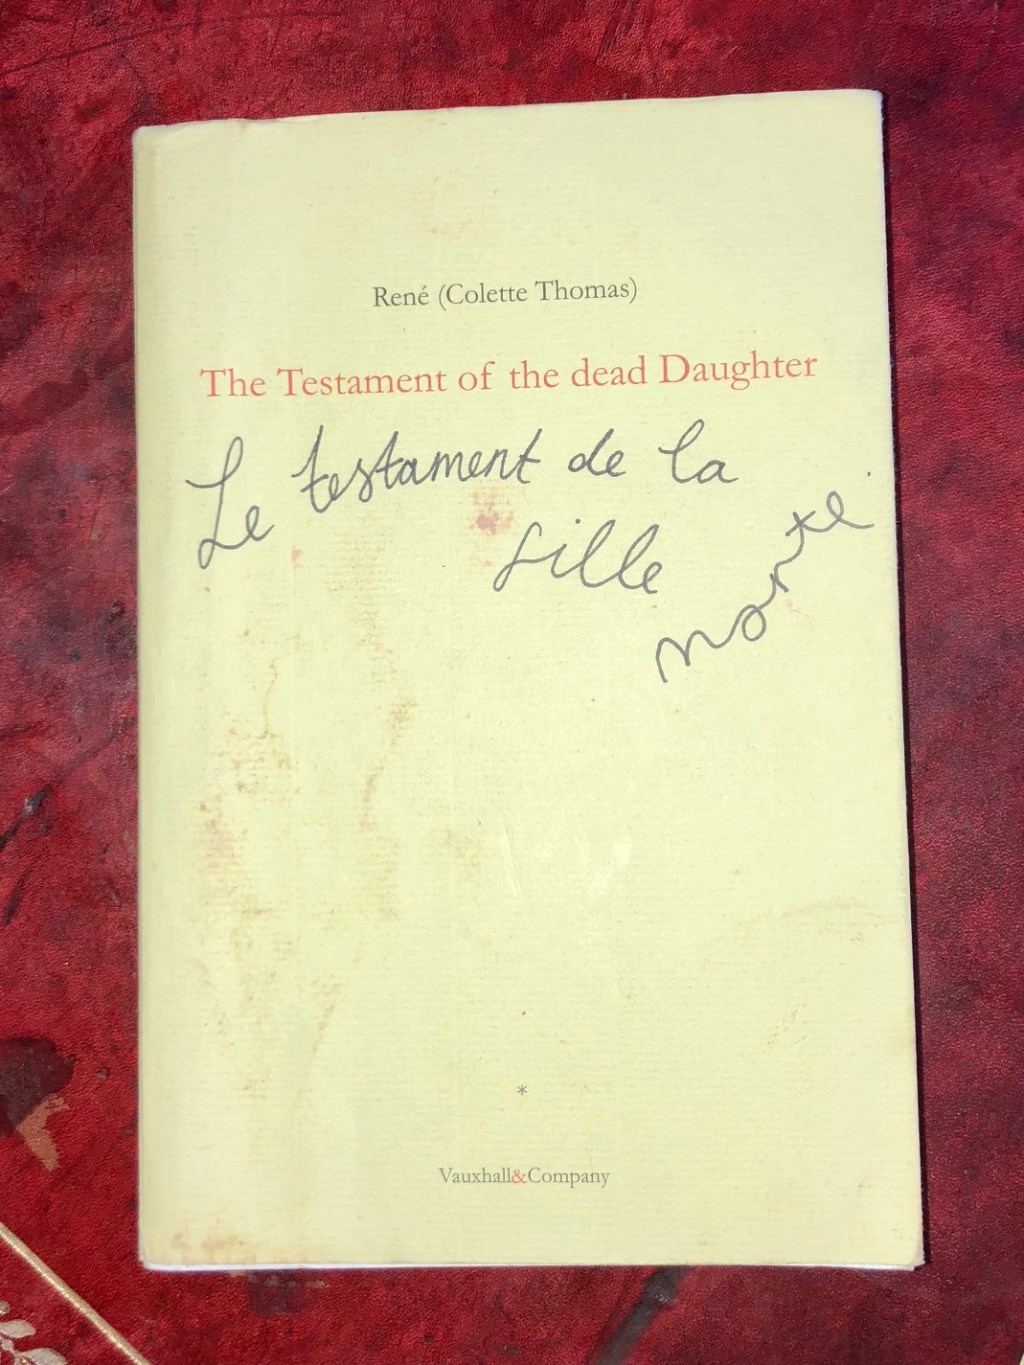 René (Colette Thomas)
The Testament of the dead Daughter
Le testament de la
fille
morte.
*
Vauxhall&Company